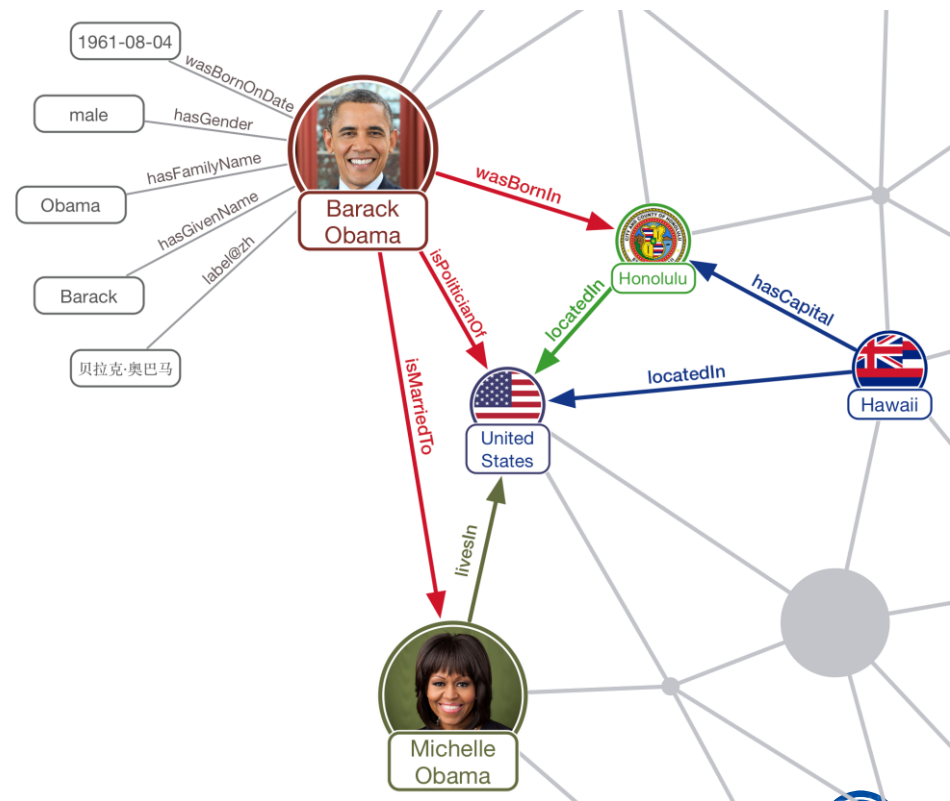 1961-08-04
wasBornOnDate
male
hasGender
hasFamilyName
Obama
hasGivenName
Barack
label@zh
贝拉克·奥巴马
Barack
Obama
wasBornIn
Honolulu
isPoliticianOf
locatedIn
hasCapital
isMarriedTo
locatedIn
Hawaii
United
States
livesIn
Michelle
Obama